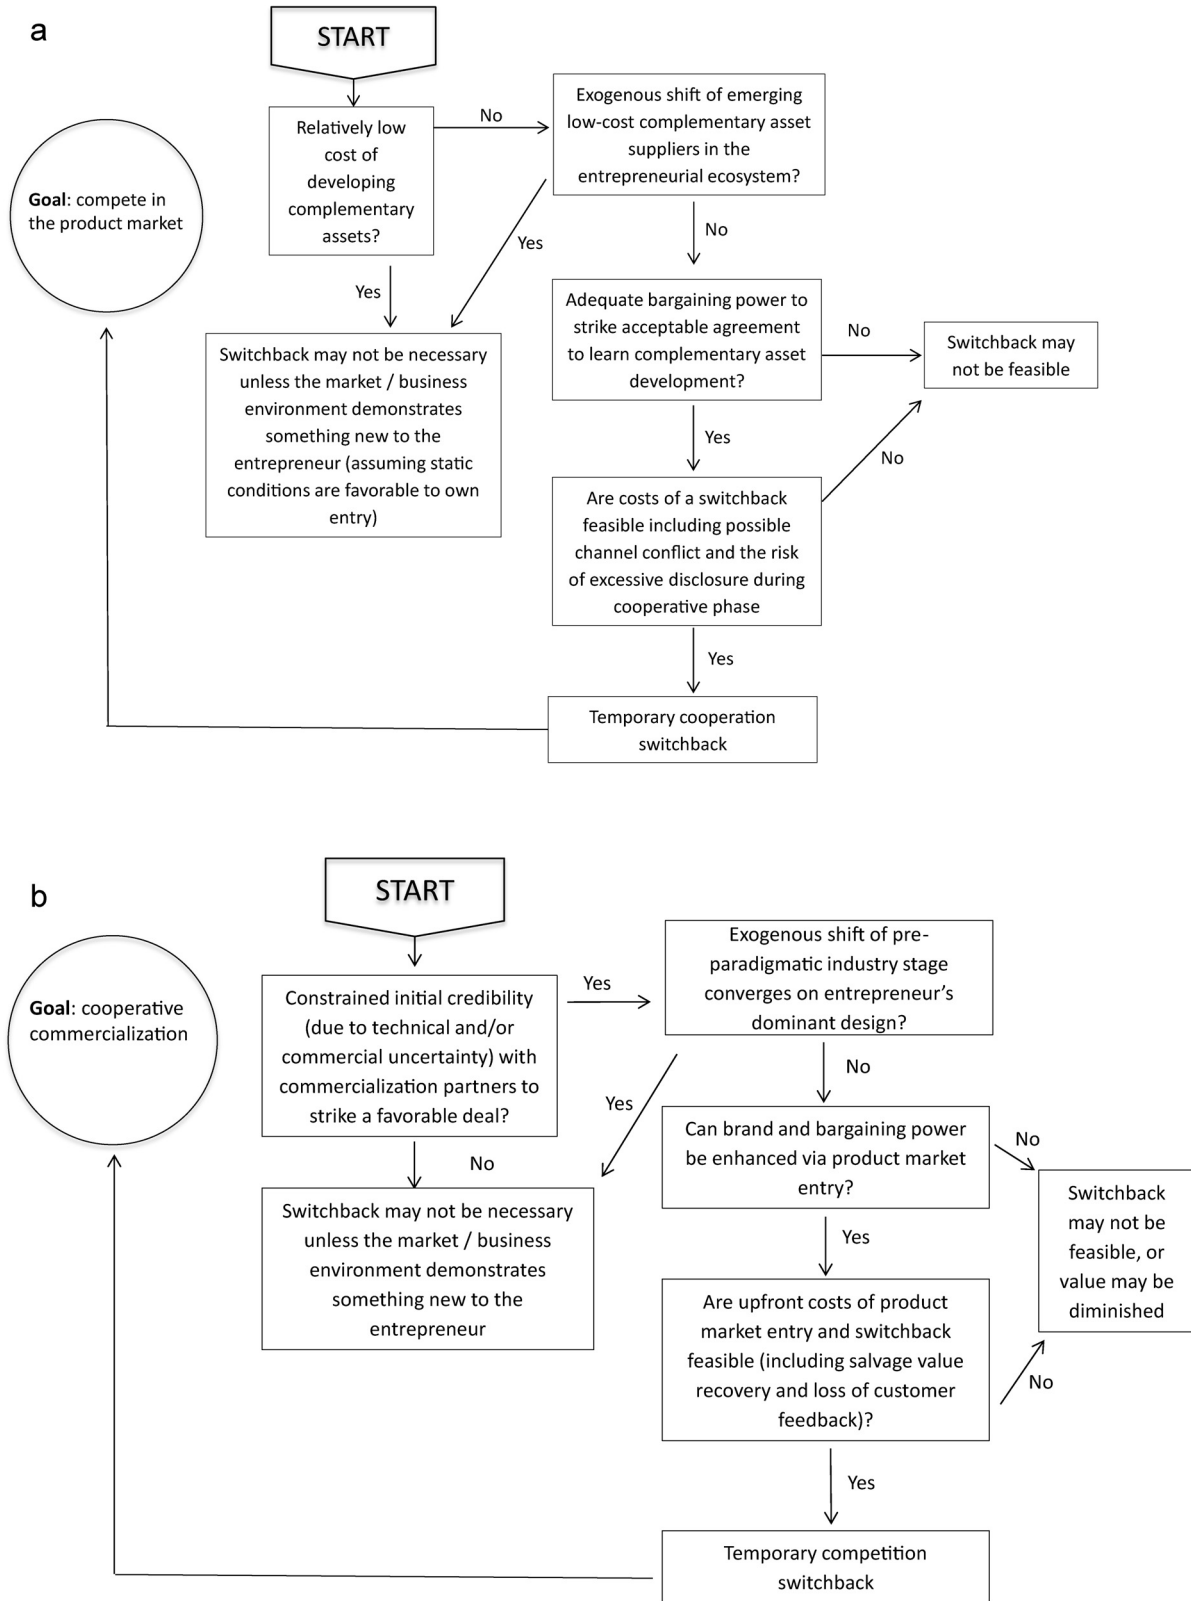 a
START
Relatively low
cost of
developing
complementary
assets?
No
Exogenous shift of emerging
low-cost complementary asset
suppliers in the
entrepreneurial ecosystem?
Goal: compete in
the product market
Yes
Yes
No
Switchback may not be necessary
unless the market / business
environment demonstrates
something new to the
entrepreneur (assuming static
conditions are favorable to own
entry)
Adequate bargaining power to
strike acceptable agreement
to learn complementary asset
development?
No
Switchback may
not be feasible
Yes
No
Are costs of a switchback
feasible including possible
channel conflict and the risk
of excessive disclosure during
cooperative phase
Yes
Temporary cooperation
switchback
b
START
Goal: cooperative
commercialization
Constrained initial credibility
(due to technical and/or
commercial uncertainty) with
commercialization partners to
strike a favorable deal?
Yes
Exogenous shift of pre-
paradigmatic industry stage
converges on entrepreneur’s
dominant design?
No
Yes
No
Switchback may not be necessary
unless the market / business
environment demonstrates
something new to the
entrepreneur
Can brand and bargaining power
be enhanced via product market
entry?
No
Switchback
may not be
feasible, or
value may be
diminished
Yes
Are upfront costs of product
market entry and switchback
feasible (including salvage value
recovery and loss of customer
feedback)?
No
Yes
Temporary competition
switchback